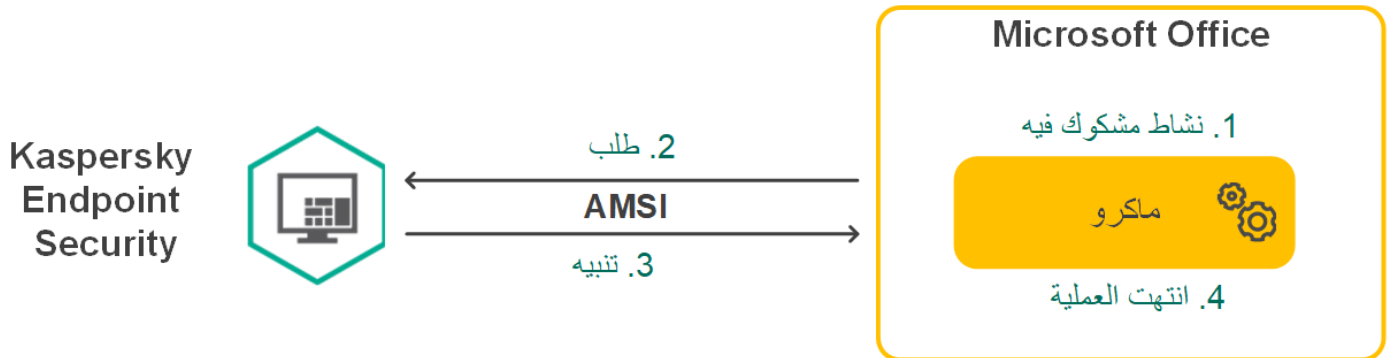 Microsoft Office
1. نشاط مشكوك فيه
ماكرو
4. انتهت العملية
2. طلب
AMSI
3. تنبيه
Kaspersky
Endpoint
Security